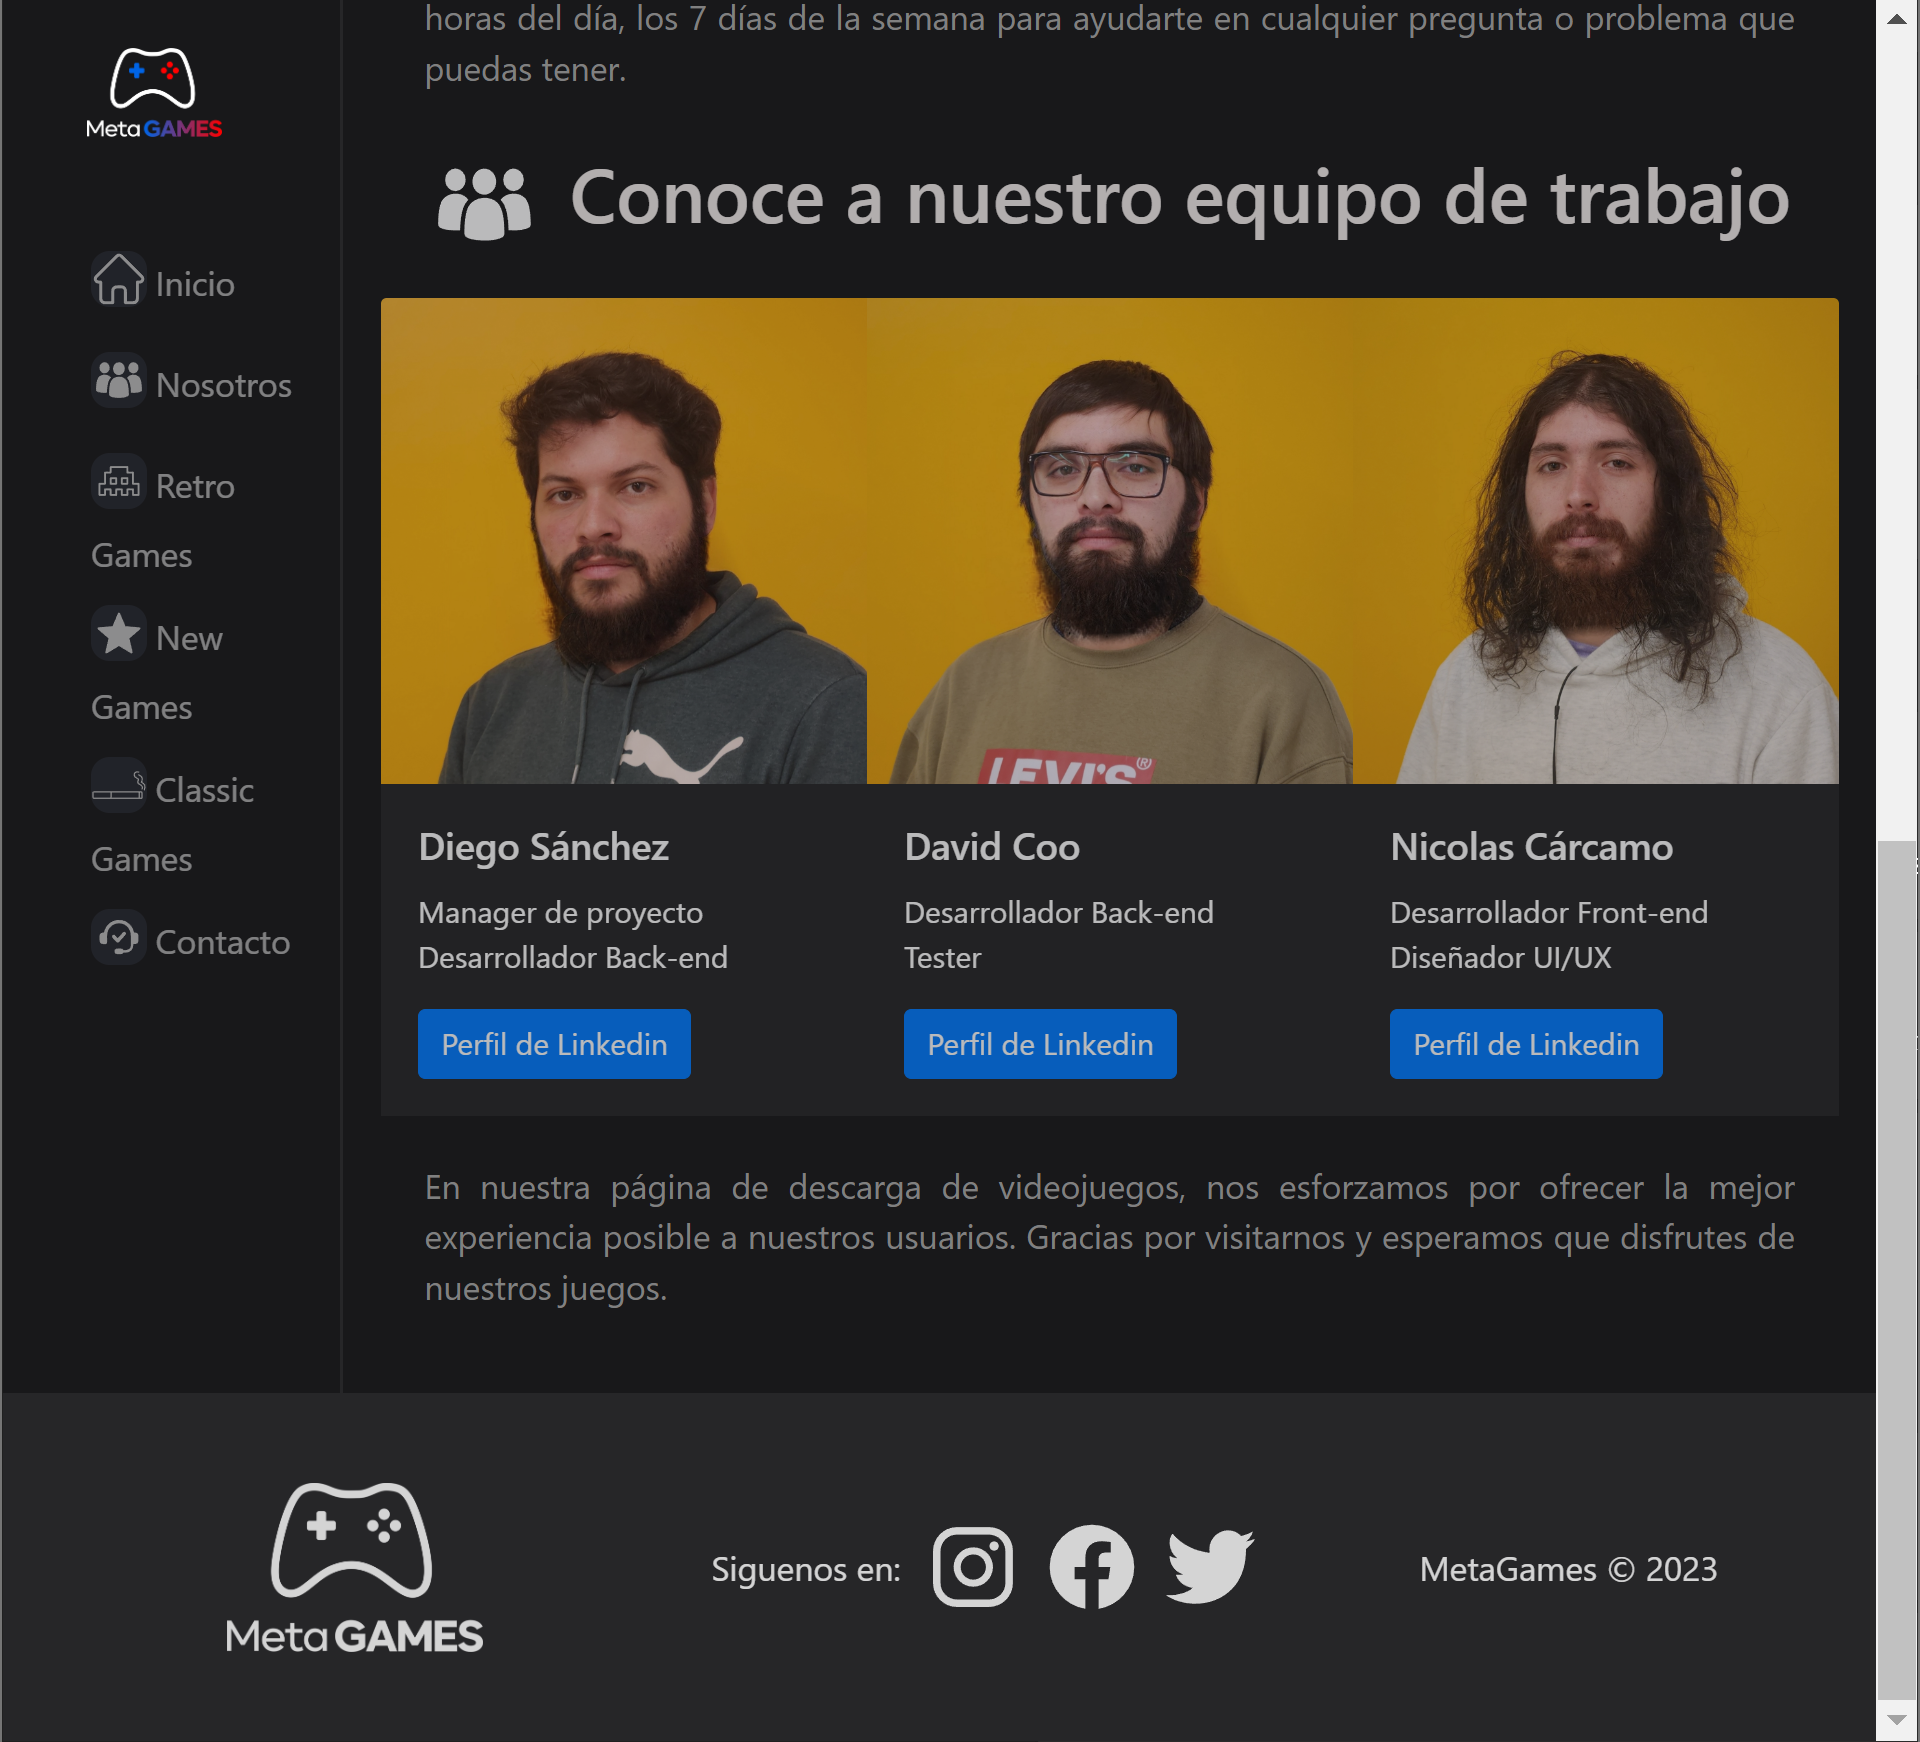 Meta GAMES
Inicio
Nosotros
Retro
Games
New
Games
Classic
Games
Contacto
horas del día, los 7 días de la semana para ayudarte en cualquier pregunta o problema que
puedas tener.
Conoce a nuestro equipo de trabajo
LEVI'S®
Diego Sánchez
Manager de proyecto
Desarrollador Back-end
Perfil de Linkedin
David Coo
Desarrollador Back-end
Tester
Perfil de Linkedin
Nicolas Cárcamo
Desarrollador Front-end
Diseñador UI/UX
Perfil de Linkedin
En nuestra página de descarga de videojuegos, nos esforzamos por ofrecer la mejor
experiencia posible a nuestros usuarios. Gracias por visitarnos y esperamos que disfrutes de
nuestros juegos.
Meta GAMES
Siguenos en:
MetaGames © 2023